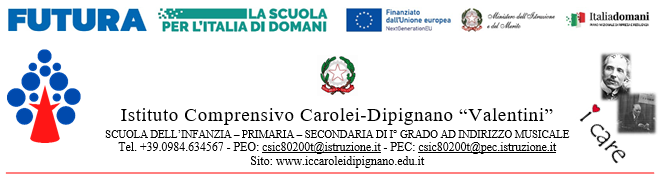 FUTURA
LA SCUOLA
PER L'ITALIA DI DOMANI
Finanziato
dall'Unione europea
NextGenerationEU
Ministero dell'Istruzione
e del Merito
Italiadomani
Istituto Comprensivo Carolei-Dipignano “Valentini”
SCUOLA DELL’INFANZIA – PRIMARIA – SECONDARIA DI I° GRADO AD INDIRIZZO MUSICALE
Tel. +39.0984.634567 - PEO: csic80200t@istruzione.it - PEC: csic80200t@pec.istruzione.it
Sito: www.iccaroleidipignano.edu.it
i care